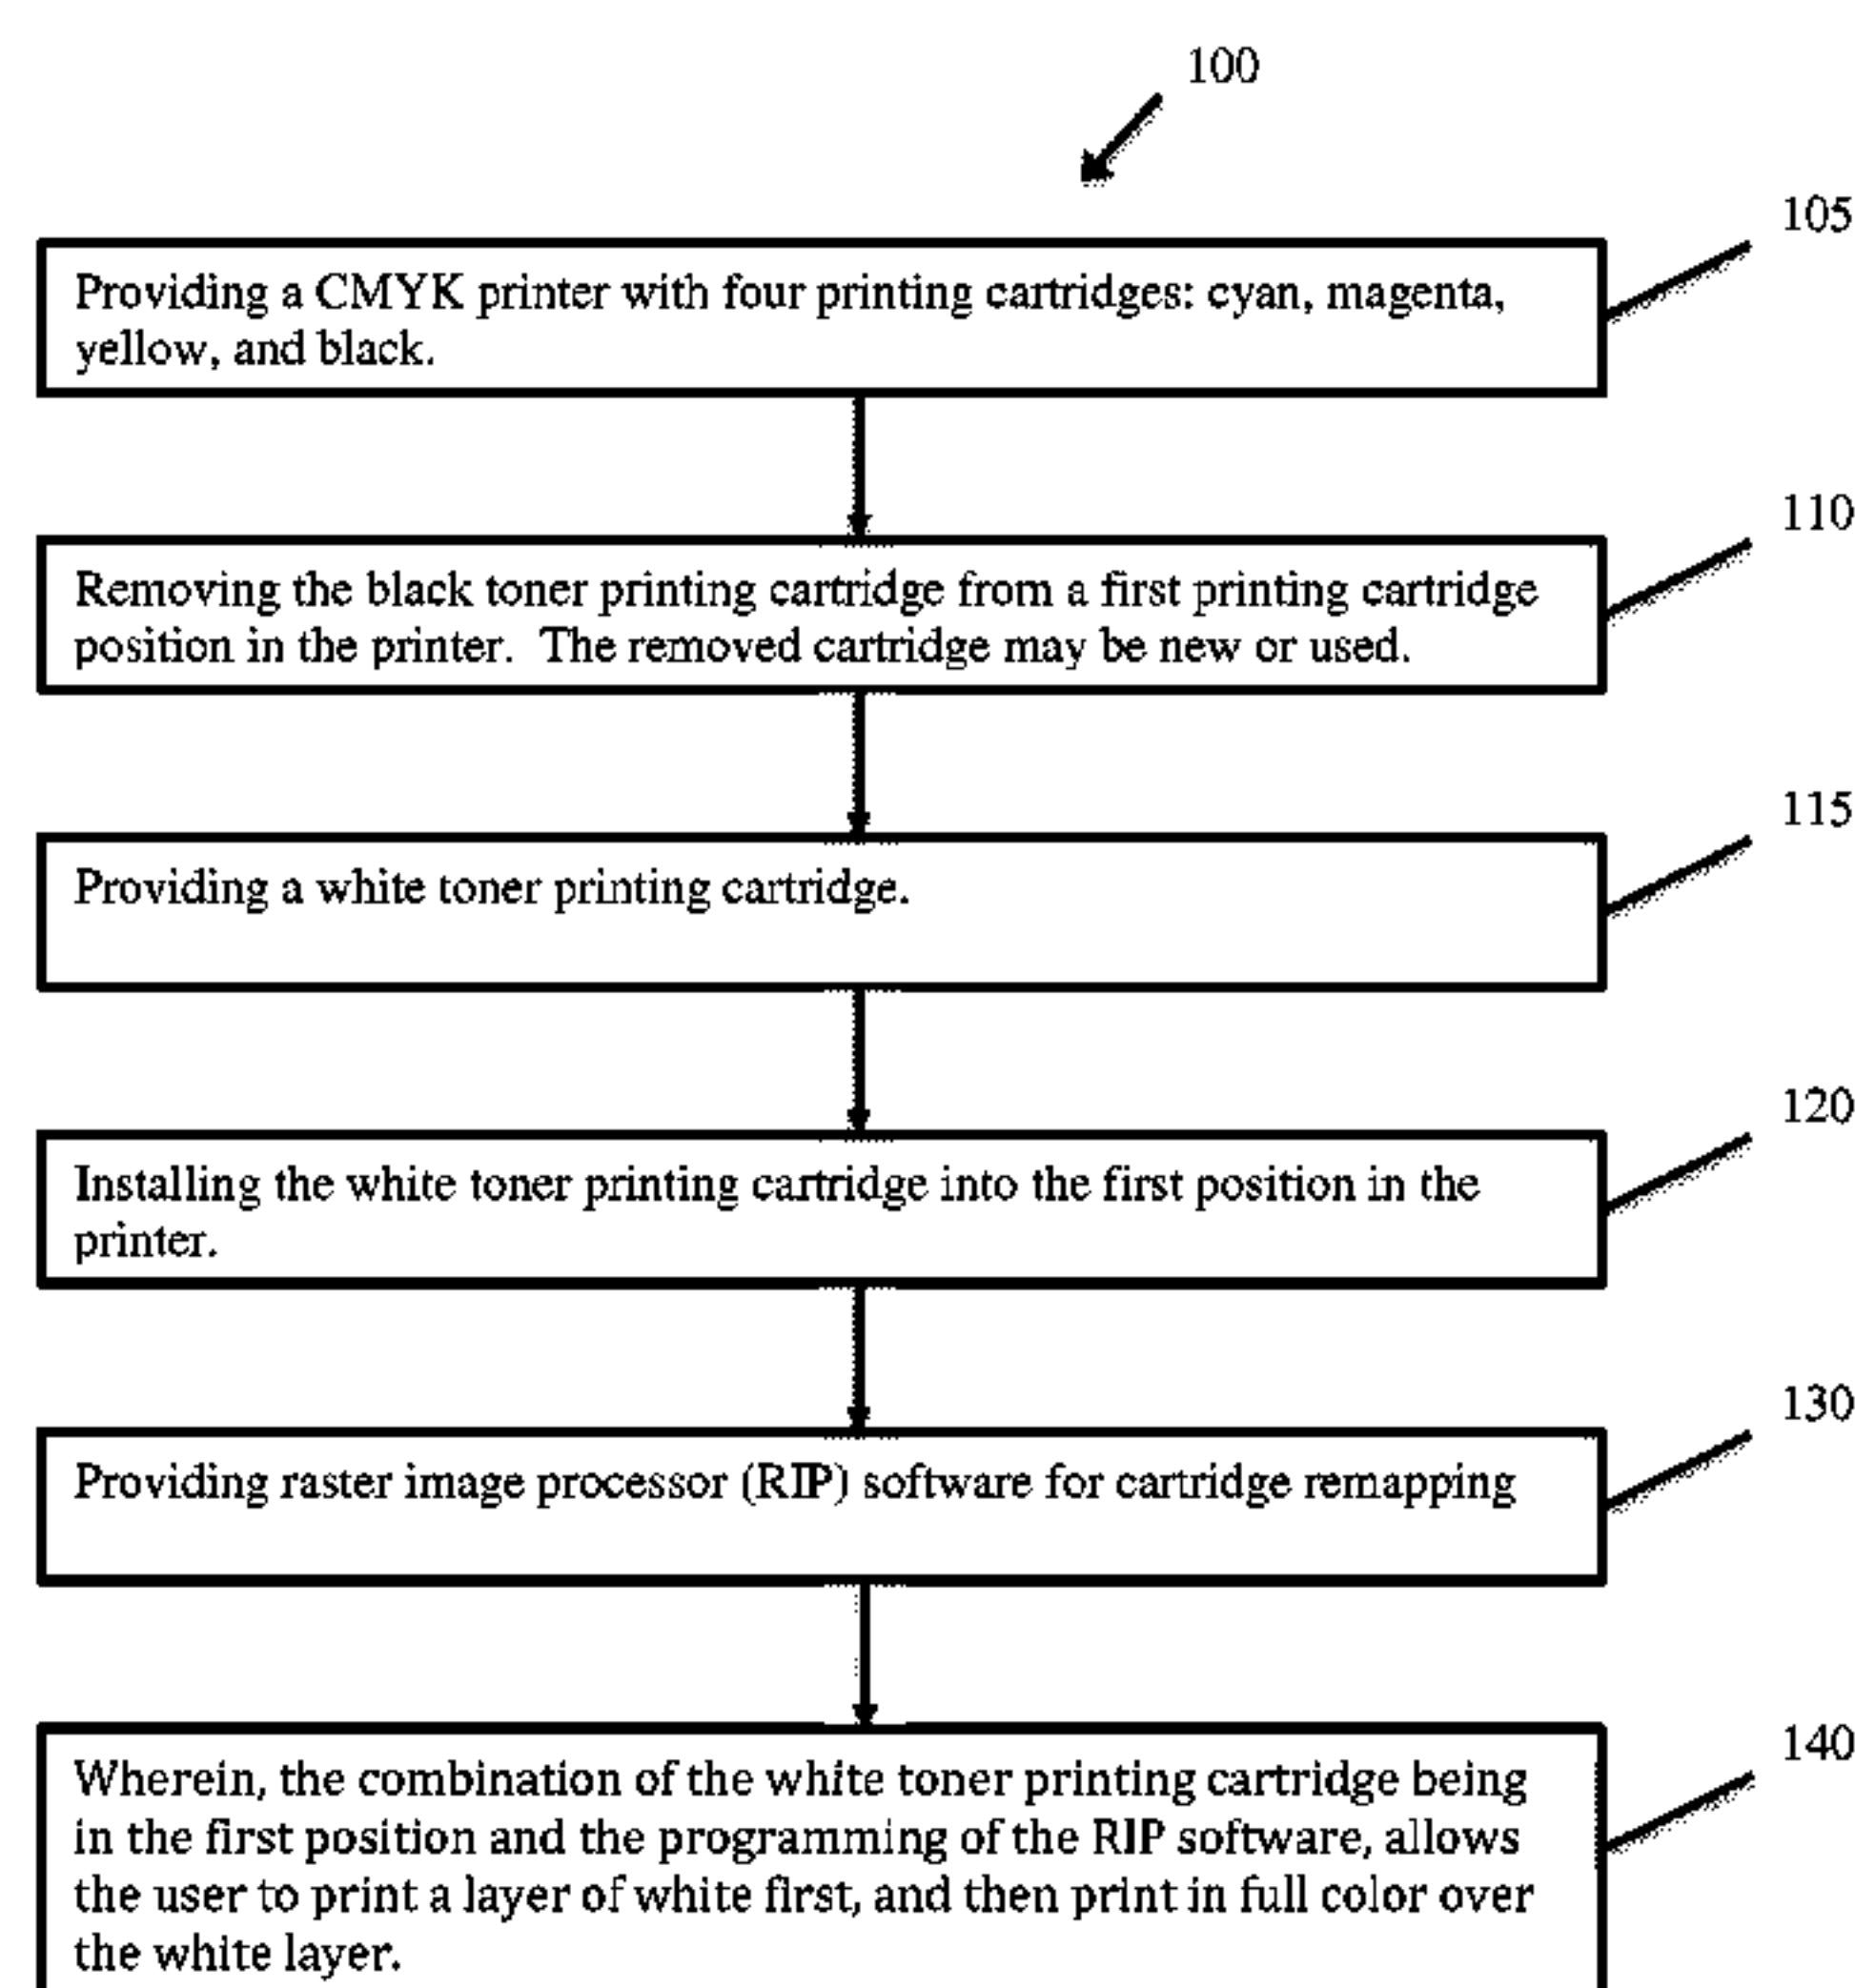 100
105
Providing a CMYK printer with four printing cartridges: cyan, magenta,
yellow, and black.
110
Removing the black toner printing cartridge from a first printing cartridge
position in the printer.  The removed cartridge may be new or used.
115
Providing a white toner printing cartridge.
120
Installing the white toner printing cartridge into the first position in the
printer.
130
Providing raster image processor (RIP) software for cartridge remapping
140
Wherein, the combination of the white toner printing cartridge being
in the first position and the programming of the RIP software, allows
the user to print a layer of white first, and then print in full color over
the white layer.